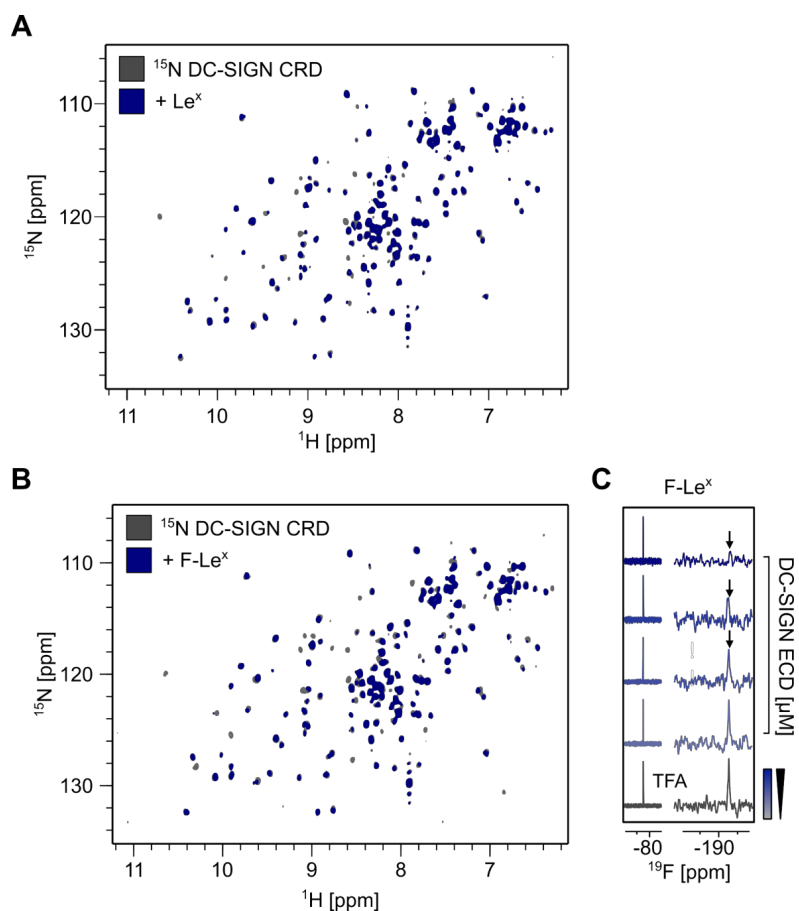 A
¹⁵N DC-SIGN CRD
+ Leˣ
110
120
130
¹⁵N [ppm]
11 10 9 8 7
¹H [ppm]
B
¹⁵N DC-SIGN CRD
+ F-Leˣ
110
120
130
¹⁵N [ppm]
11 10 9 8 7
¹H [ppm]
C
F-Leˣ
DC-SIGN ECD [µM]
TFA
-80 -190
¹⁹F [ppm]